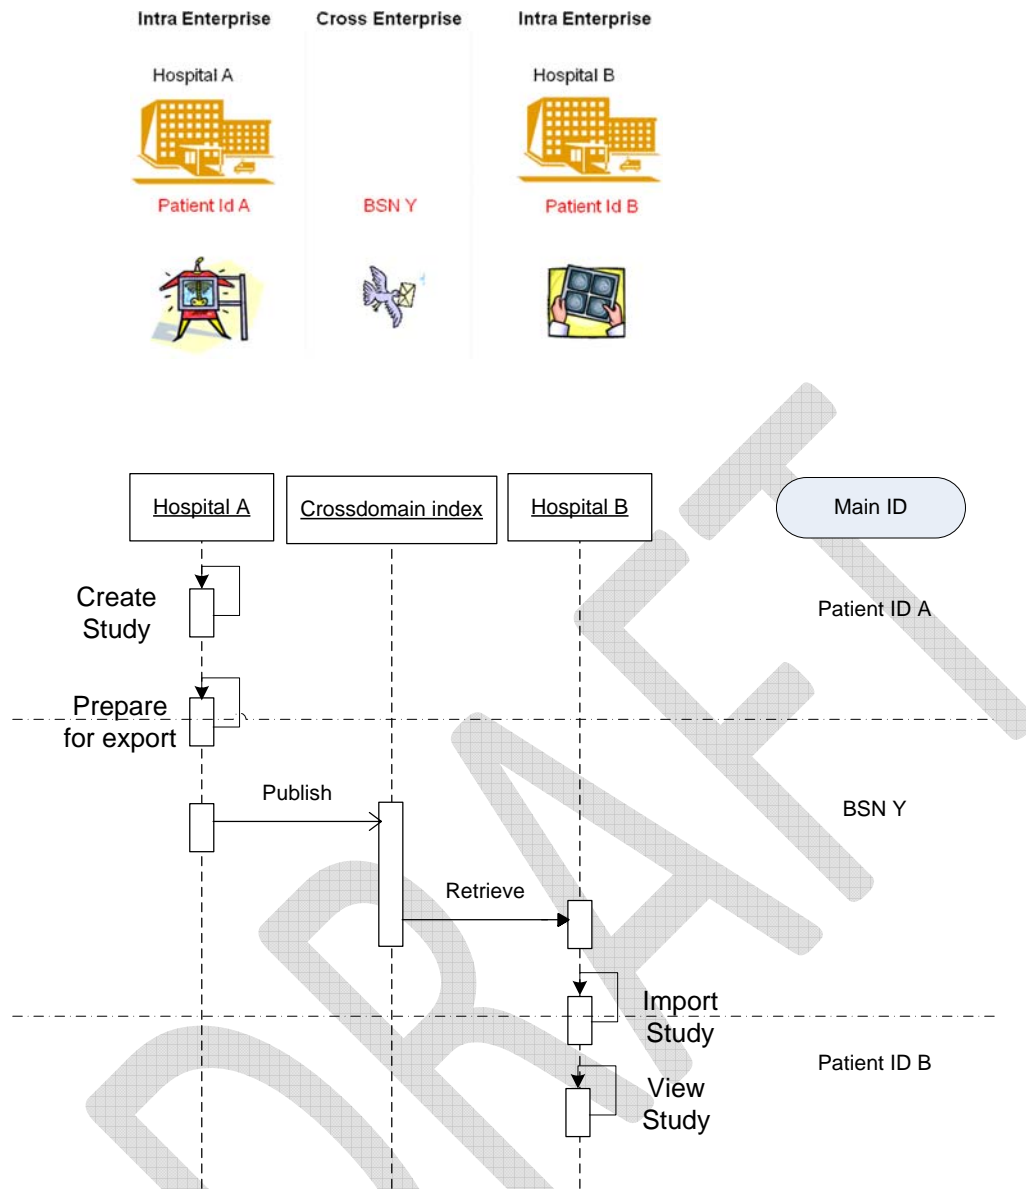 Intra Enterprise
Cross Enterprise
Intra Enterprise
Hospital A
Hospital B
Patient Id A
BSN Y
Patient Id B
Hospital A
Crossdomain index
Hospital B
Main ID
Create
Study
Patient ID A
Prepare
for export
Publish
BSN Y
Retrieve
Import
Study
Patient ID B
View
Study
DRAFT